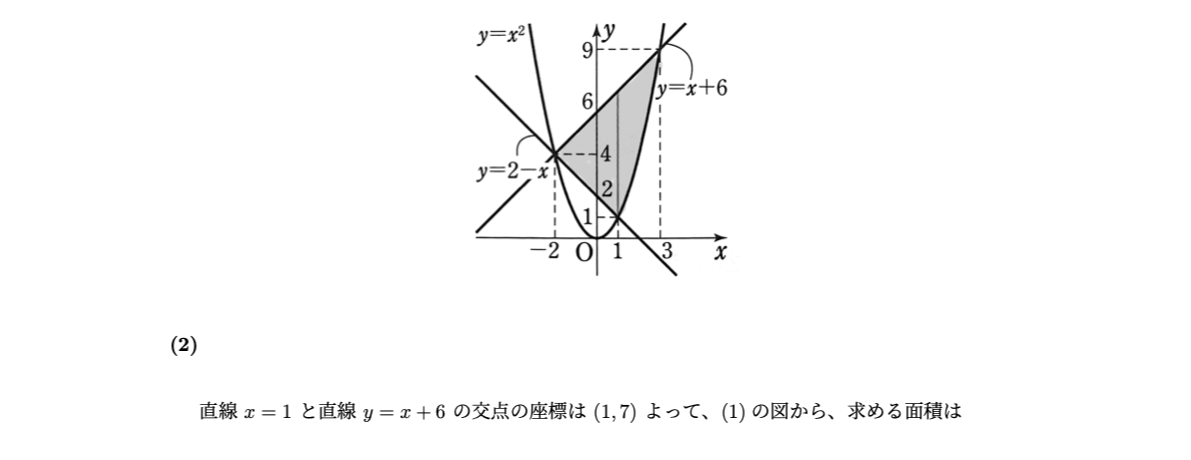 y=x²
y
9
6
y=x+6
4
y=2−x
2
1
−2
O
1
3
x
(2)
直線 x = 1 と直線 y = x + 6 の交点の座標は (1, 7) よって、(1) の図から、求める面積は